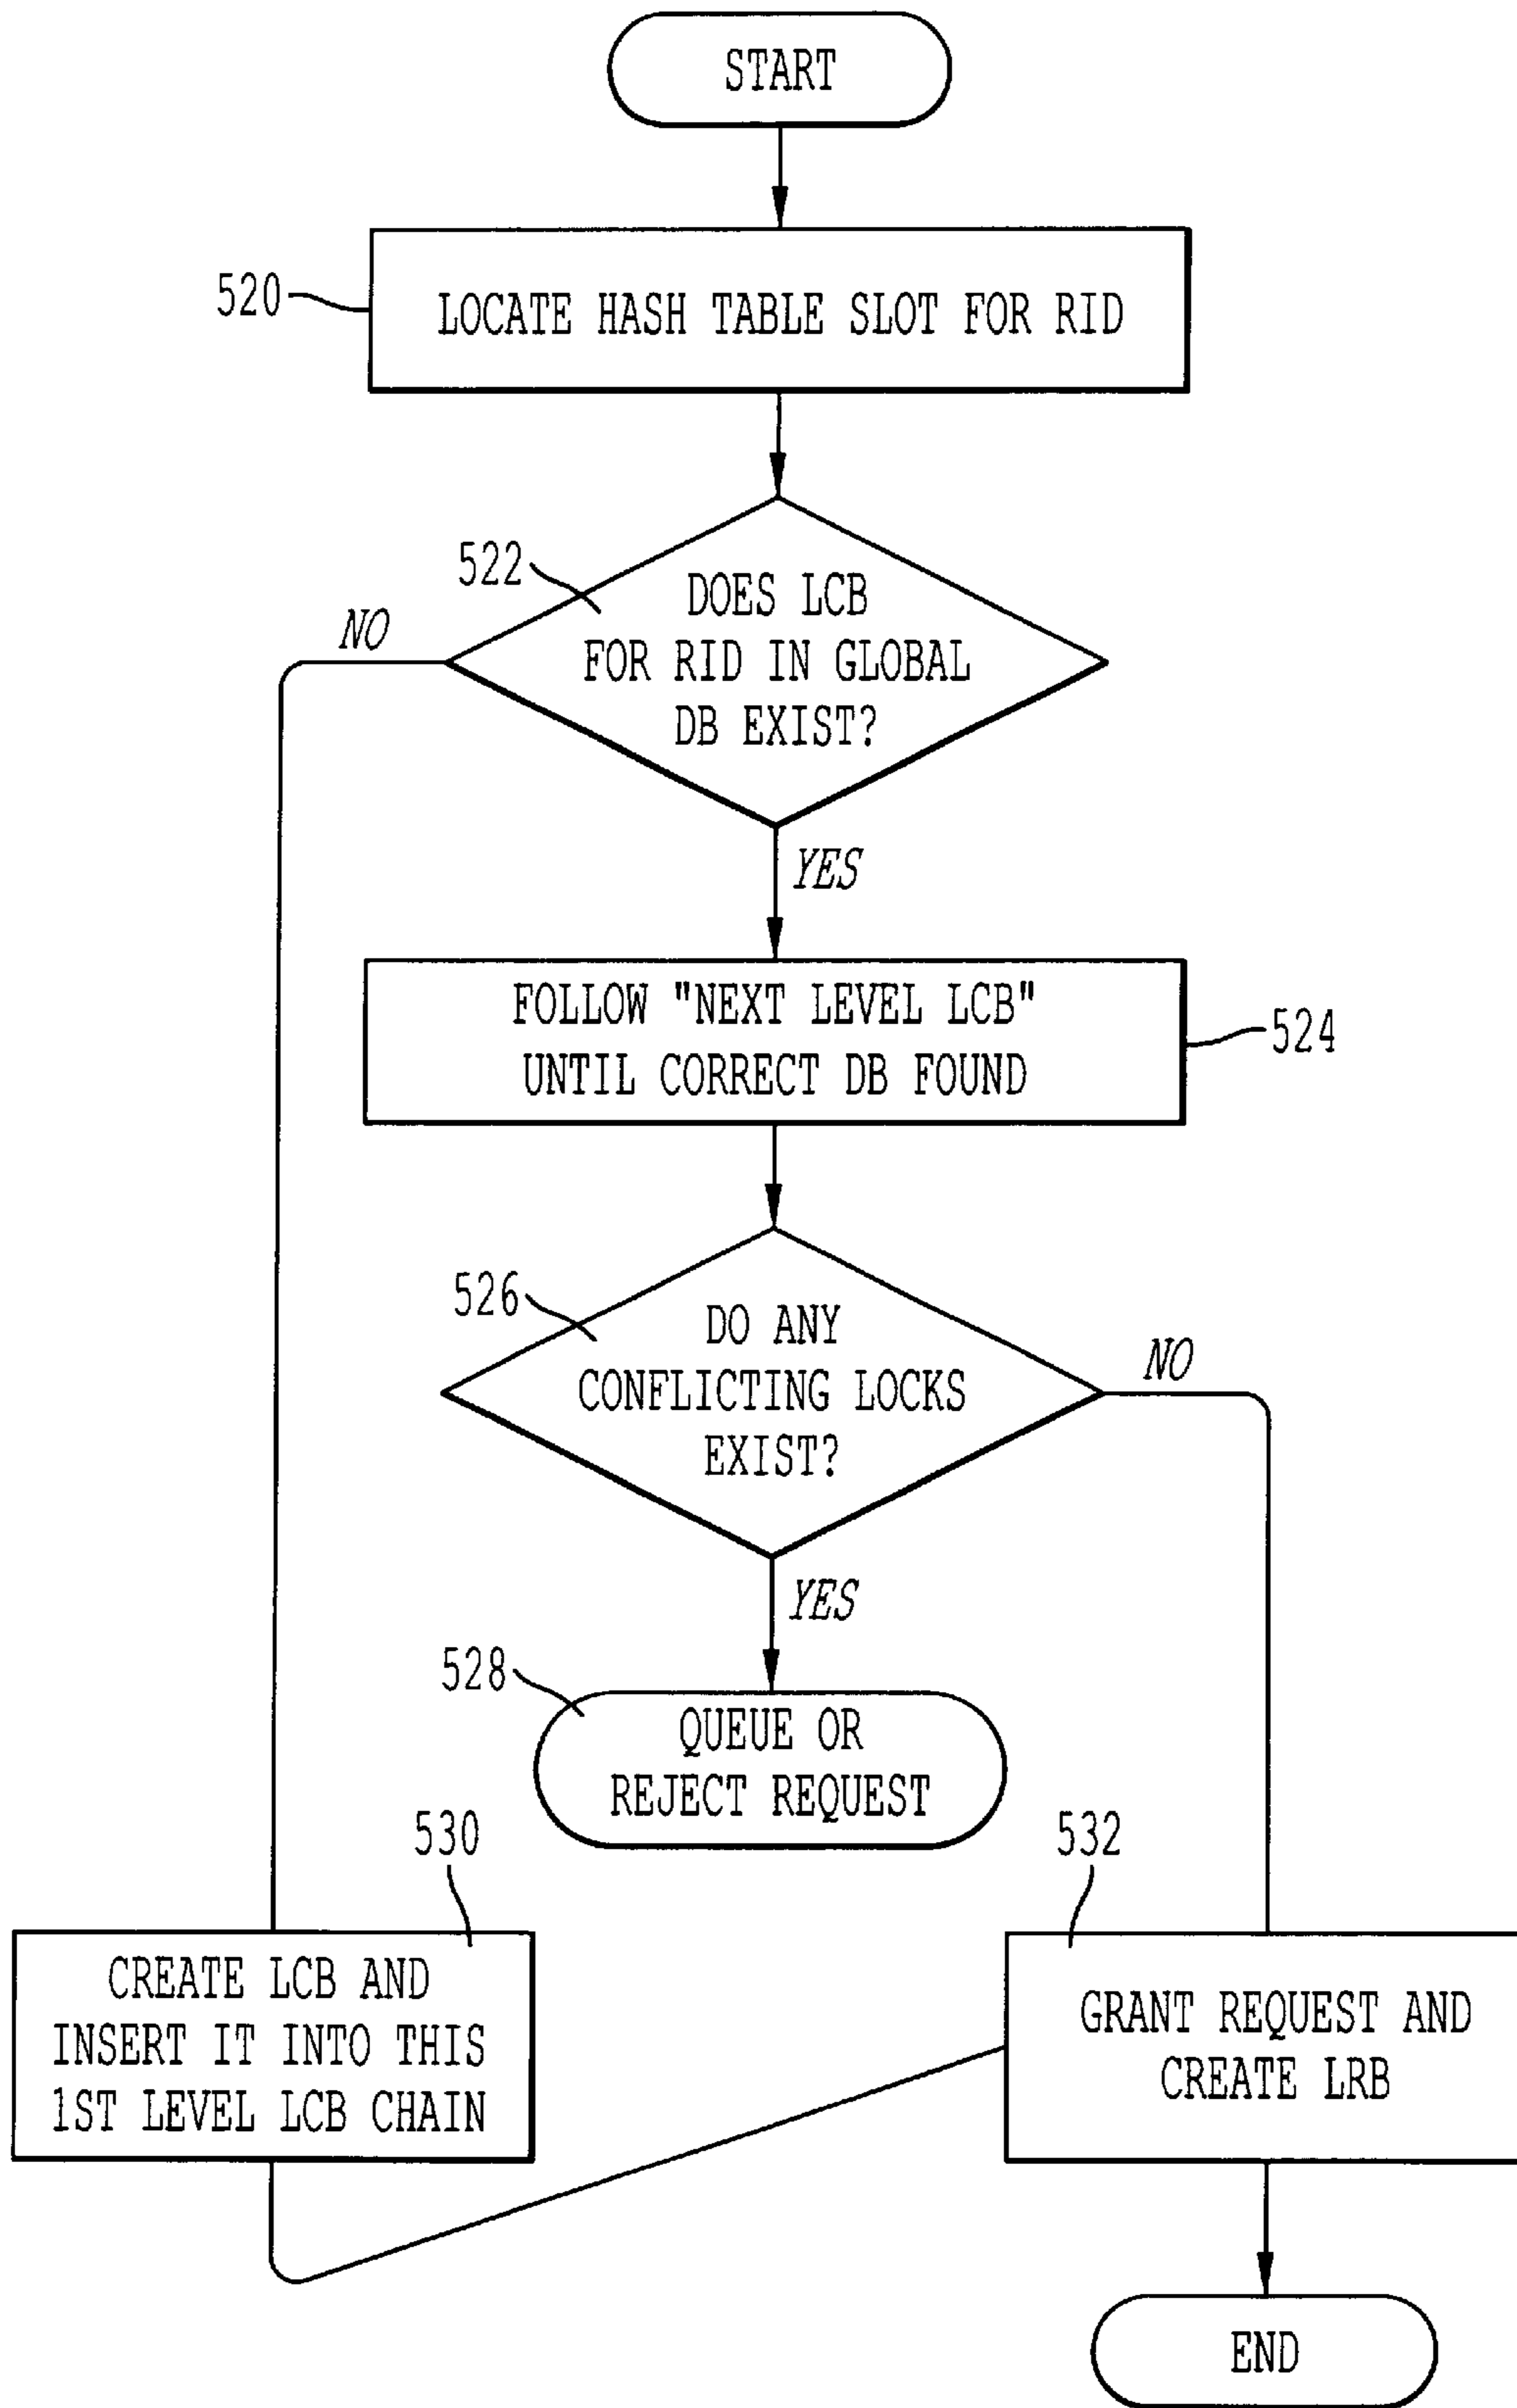 START
520
LOCATE HASH TABLE SLOT FOR RID
522
DOES LCB
FOR RID IN GLOBAL
DB EXIST?
NO
YES
FOLLOW "NEXT LEVEL LCB"
UNTIL CORRECT DB FOUND
524
526
DO ANY
CONFLICTING LOCKS
EXIST?
NO
YES
528
QUEUE OR
REJECT REQUEST
530
CREATE LCB AND
INSERT IT INTO THIS
1ST LEVEL LCB CHAIN
532
GRANT REQUEST AND
CREATE LRB
END